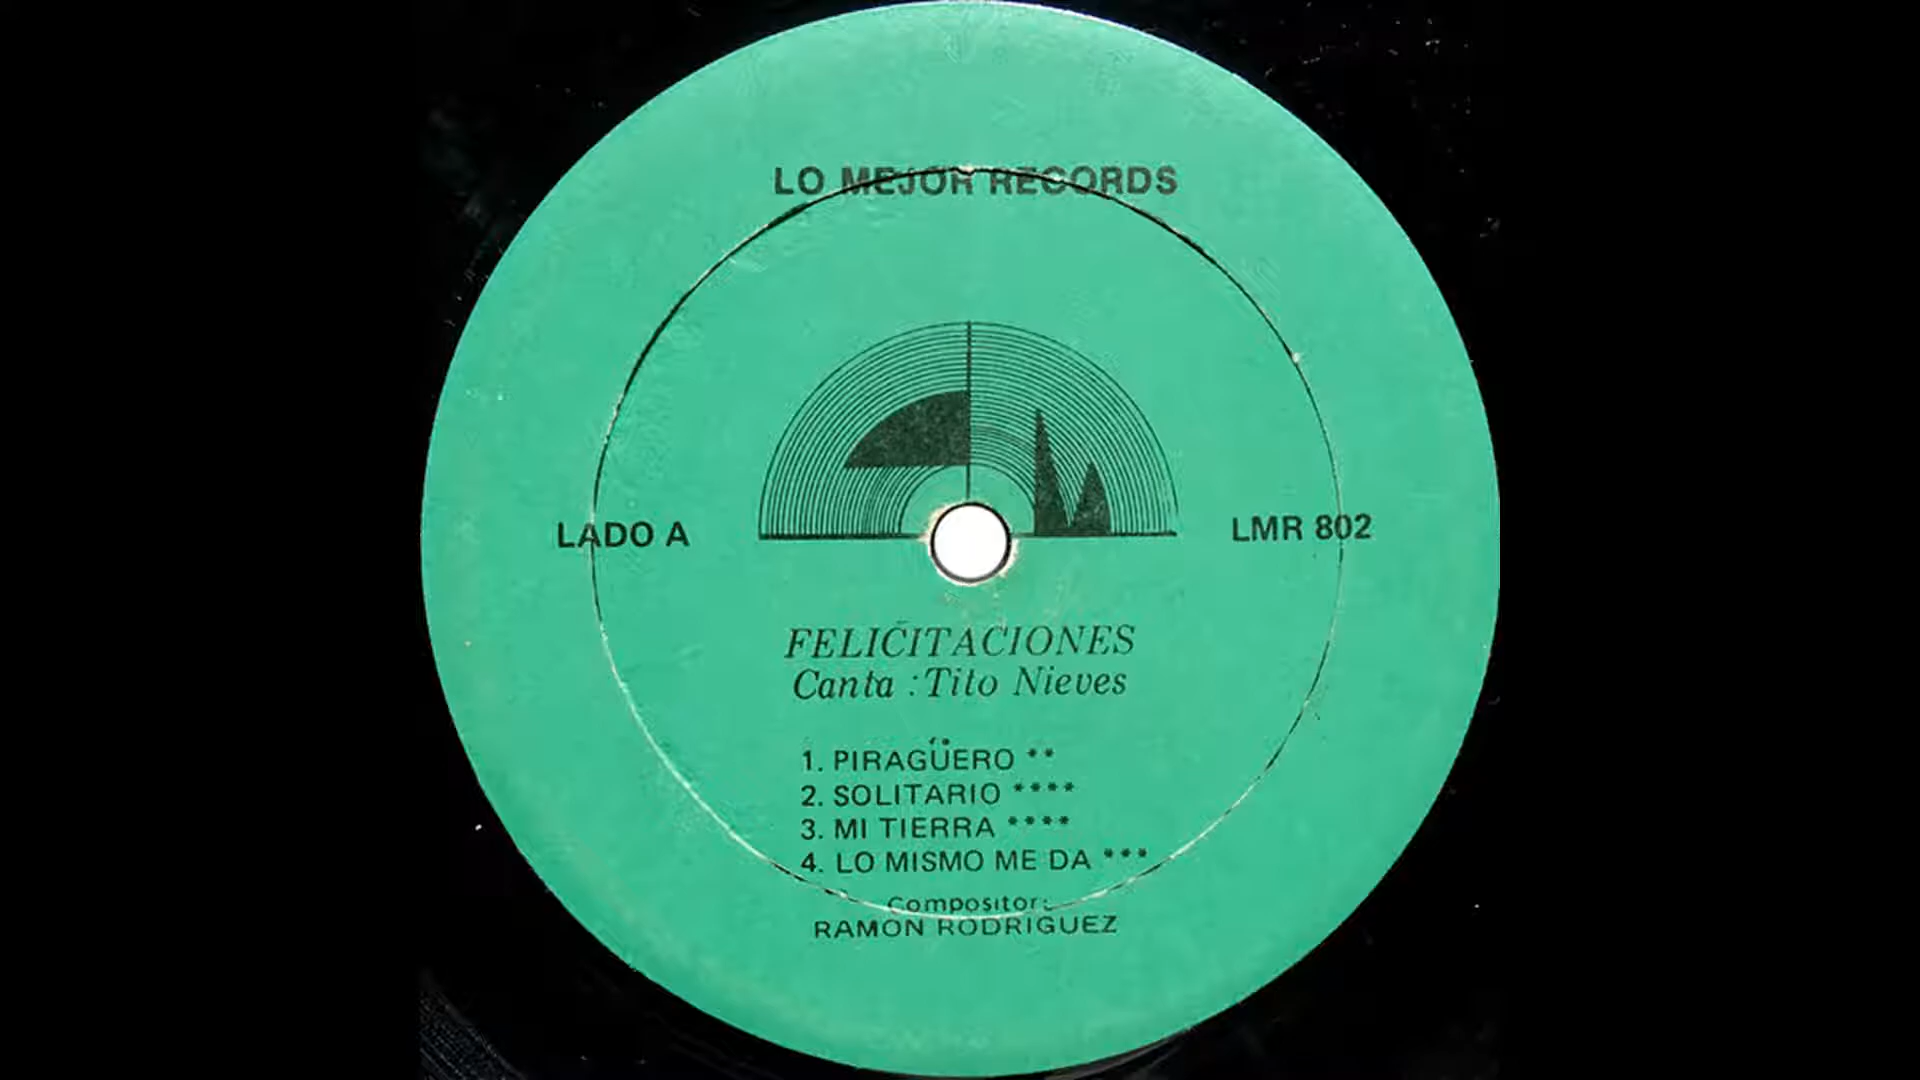 LO MEJOR RECORDS
LADO A
LMR 802
FELICITACIONES
Canta : Tito Nieves
1. PIRAGÜERO **
2. SOLITARIO ****
3. MI TIERRA ****
4. LO MISMO ME DA ***
Compositor:
RAMON RODRIGUEZ